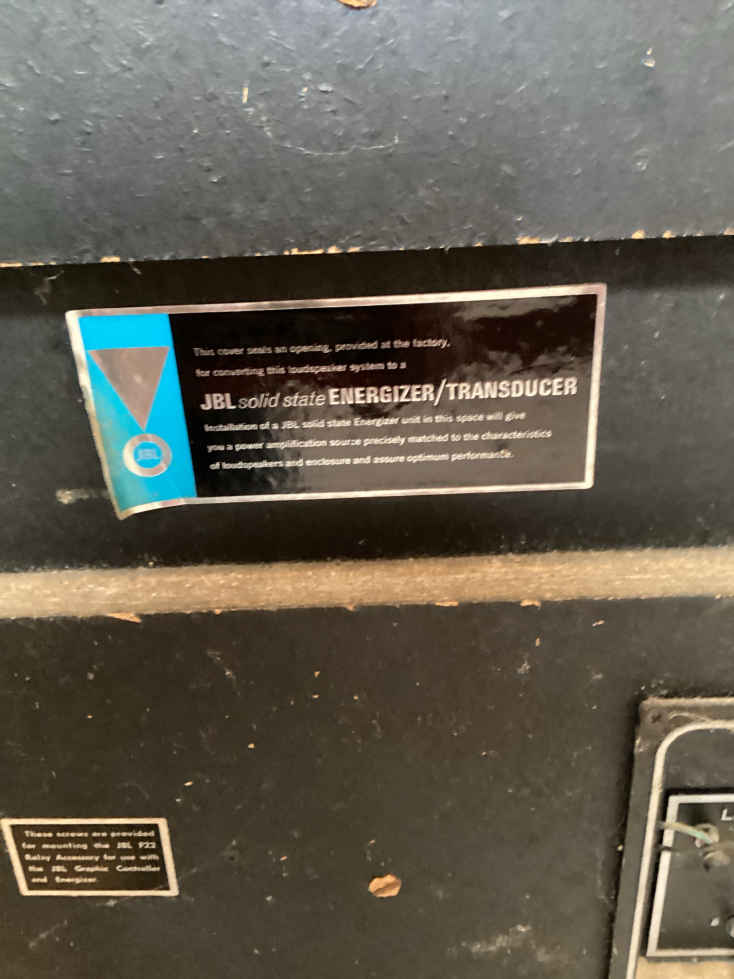 This cover seals an opening, provided at the factory,
for converting this loudspeaker system to a
JBL solid state ENERGIZER/TRANSDUCER
Installation of a JBL solid state Energizer unit in this space will give
you a power amplification source precisely matched to the characteristics
of loudspeakers and enclosure and assure optimum performance.
JBL
These screws are provided
for mounting the JBL F22
Relay Accessory for use with
the JBL Graphic Controller
and Energizer.
L